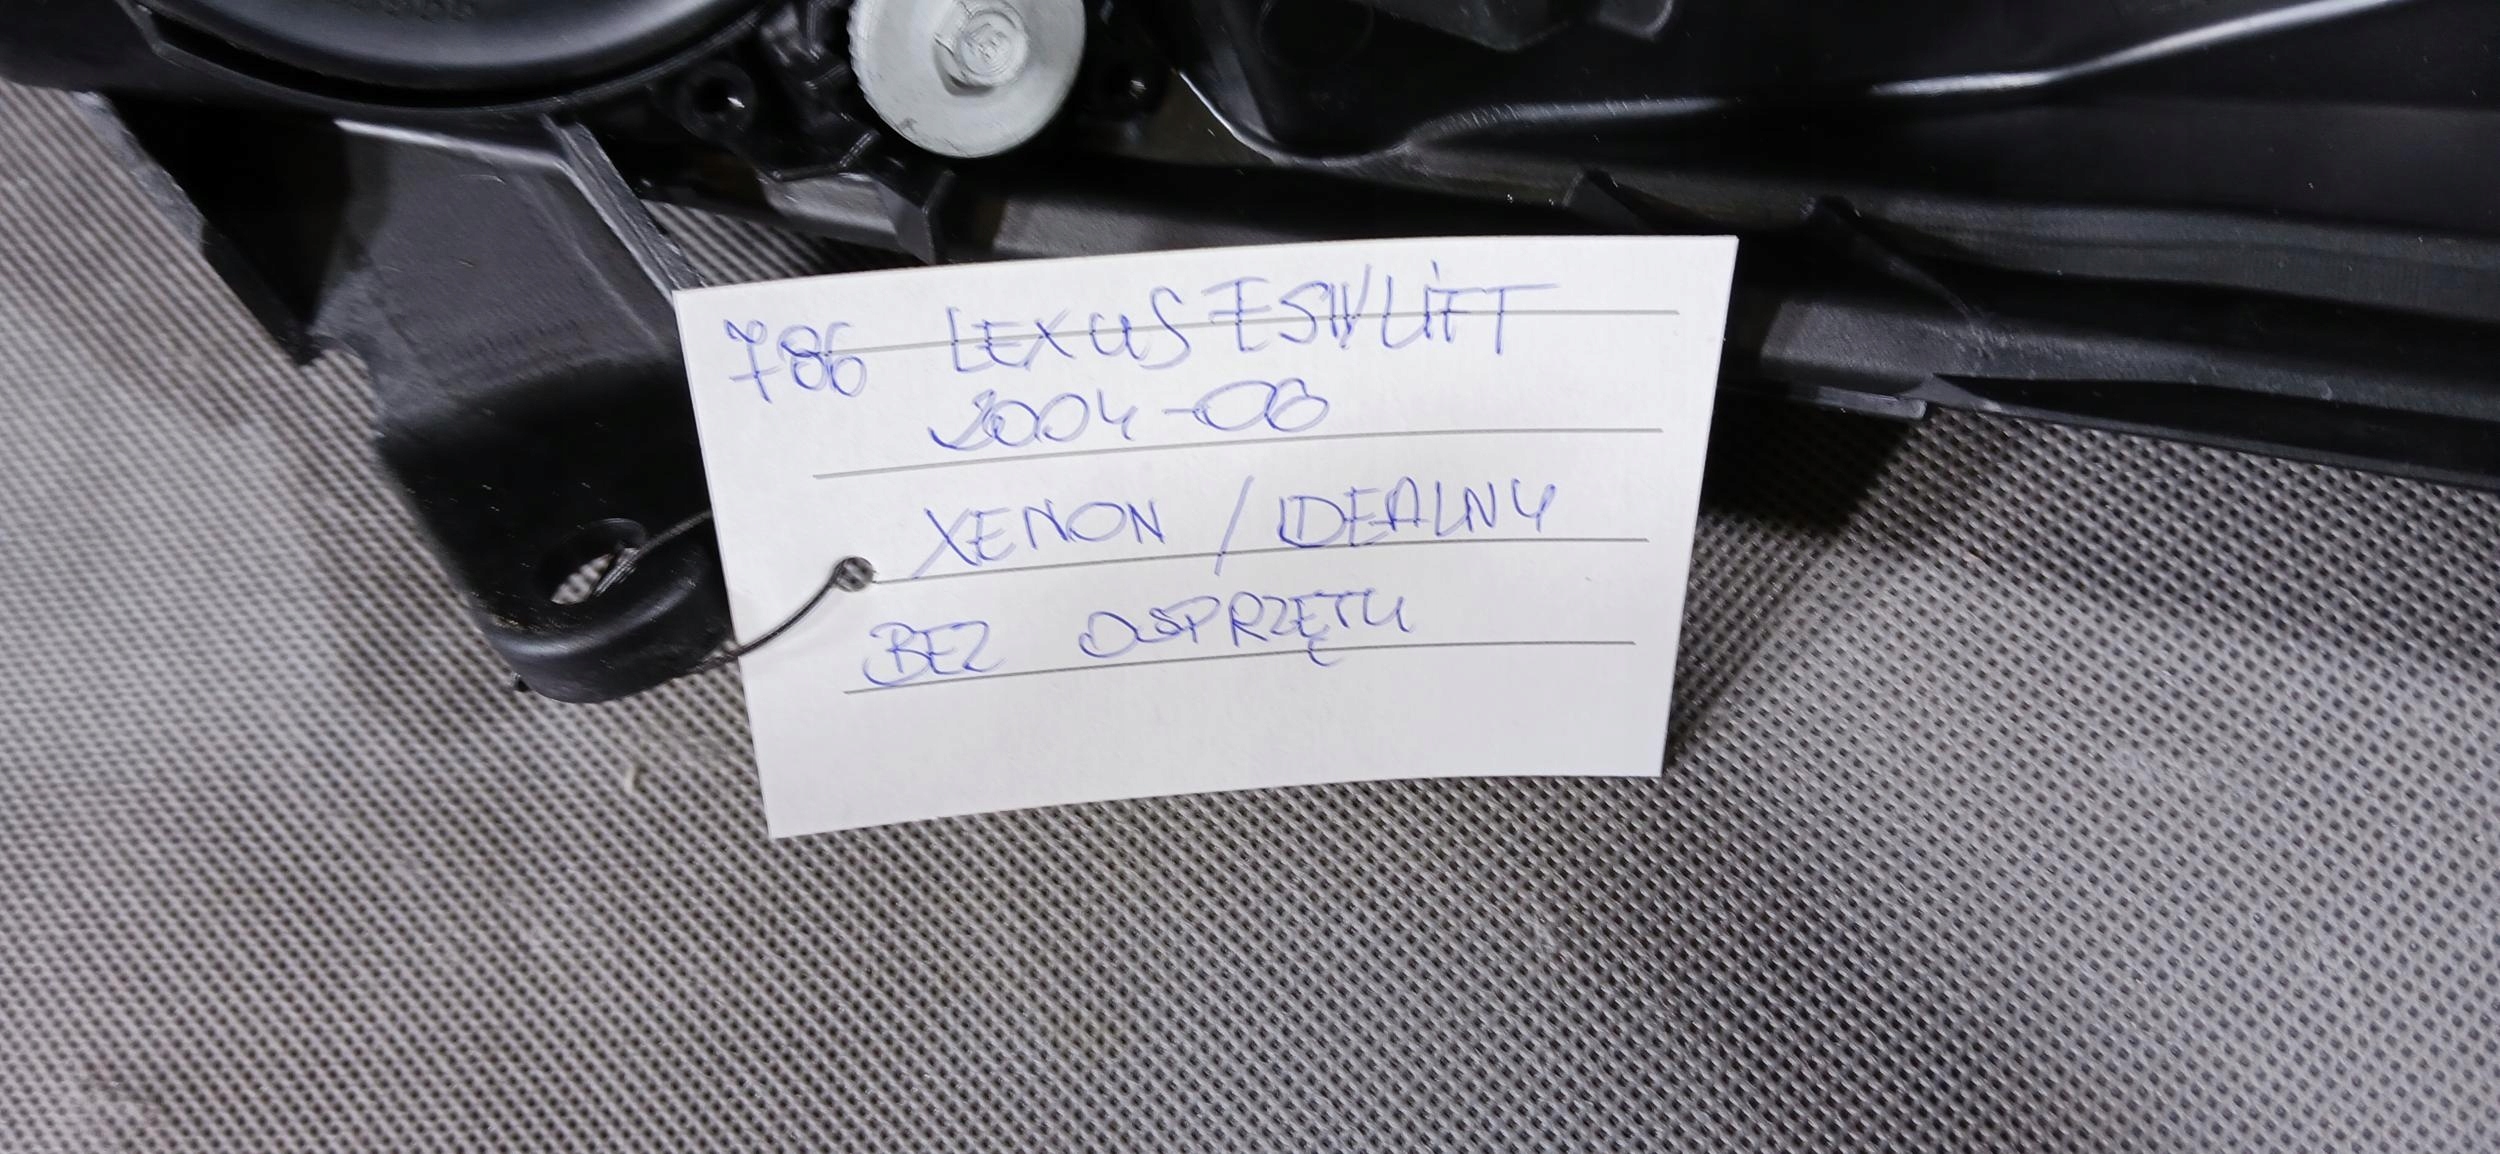 786 LEXUS ES IV LIFT
2004-08
XENON / IDEALNY
BEZ OSPRZĘTU